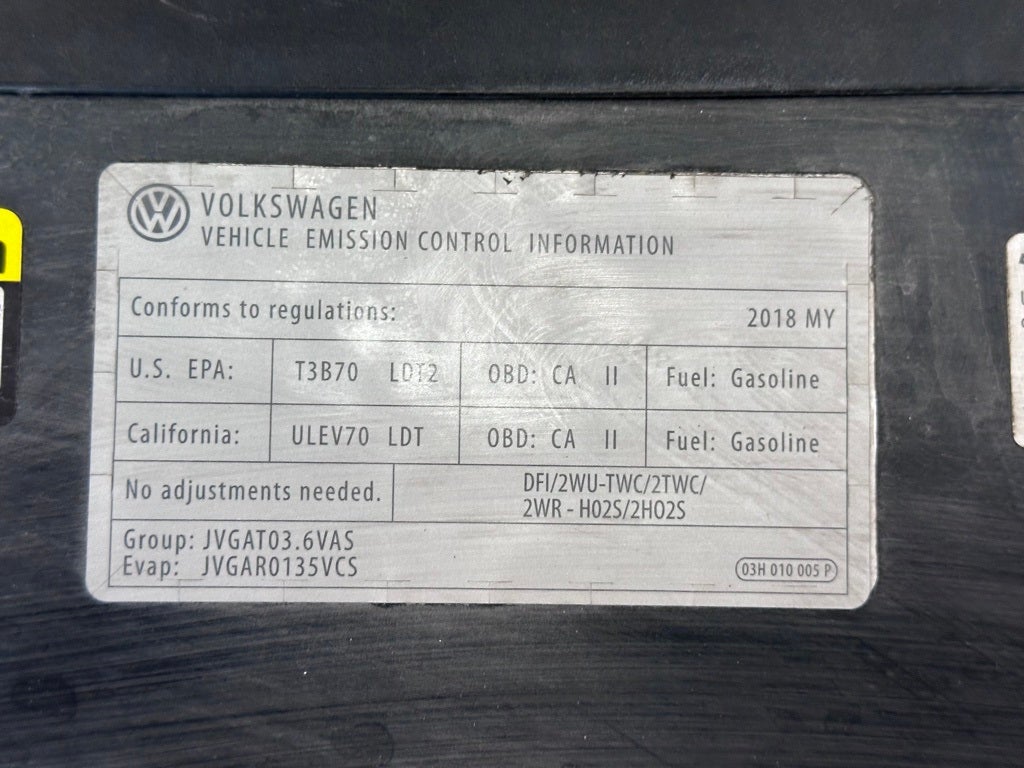 VOLKSWAGEN
VEHICLE EMISSION CONTROL INFORMATION
Conforms to regulations: 2018 MY
U.S. EPA: T3B70 LDT2 OBD: CA II Fuel: Gasoline
California: ULEV70 LDT OBD: CA II Fuel: Gasoline
No adjustments needed. DFI/2WU-TWC/2TWC/
2WR - HO2S/2HO2S
Group: JVGAT03.6VAS
Evap: JVGAR0135VCS
03H 010 005 P